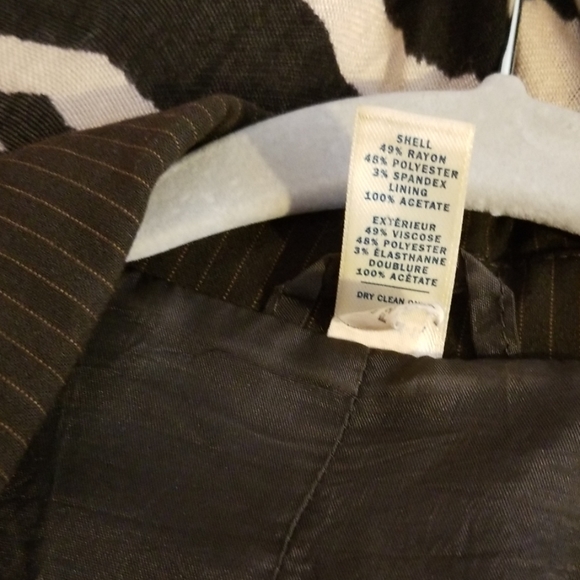 SHELL
49% RAYON
48% POLYESTER
3% SPANDEX
LINING
100% ACETATE
EXTÉRIEUR
49% VISCOSE
48% POLYESTER
3% ÉLASTHANNE
DOUBLURE
100% ACÉTATE
DRY CLEAN